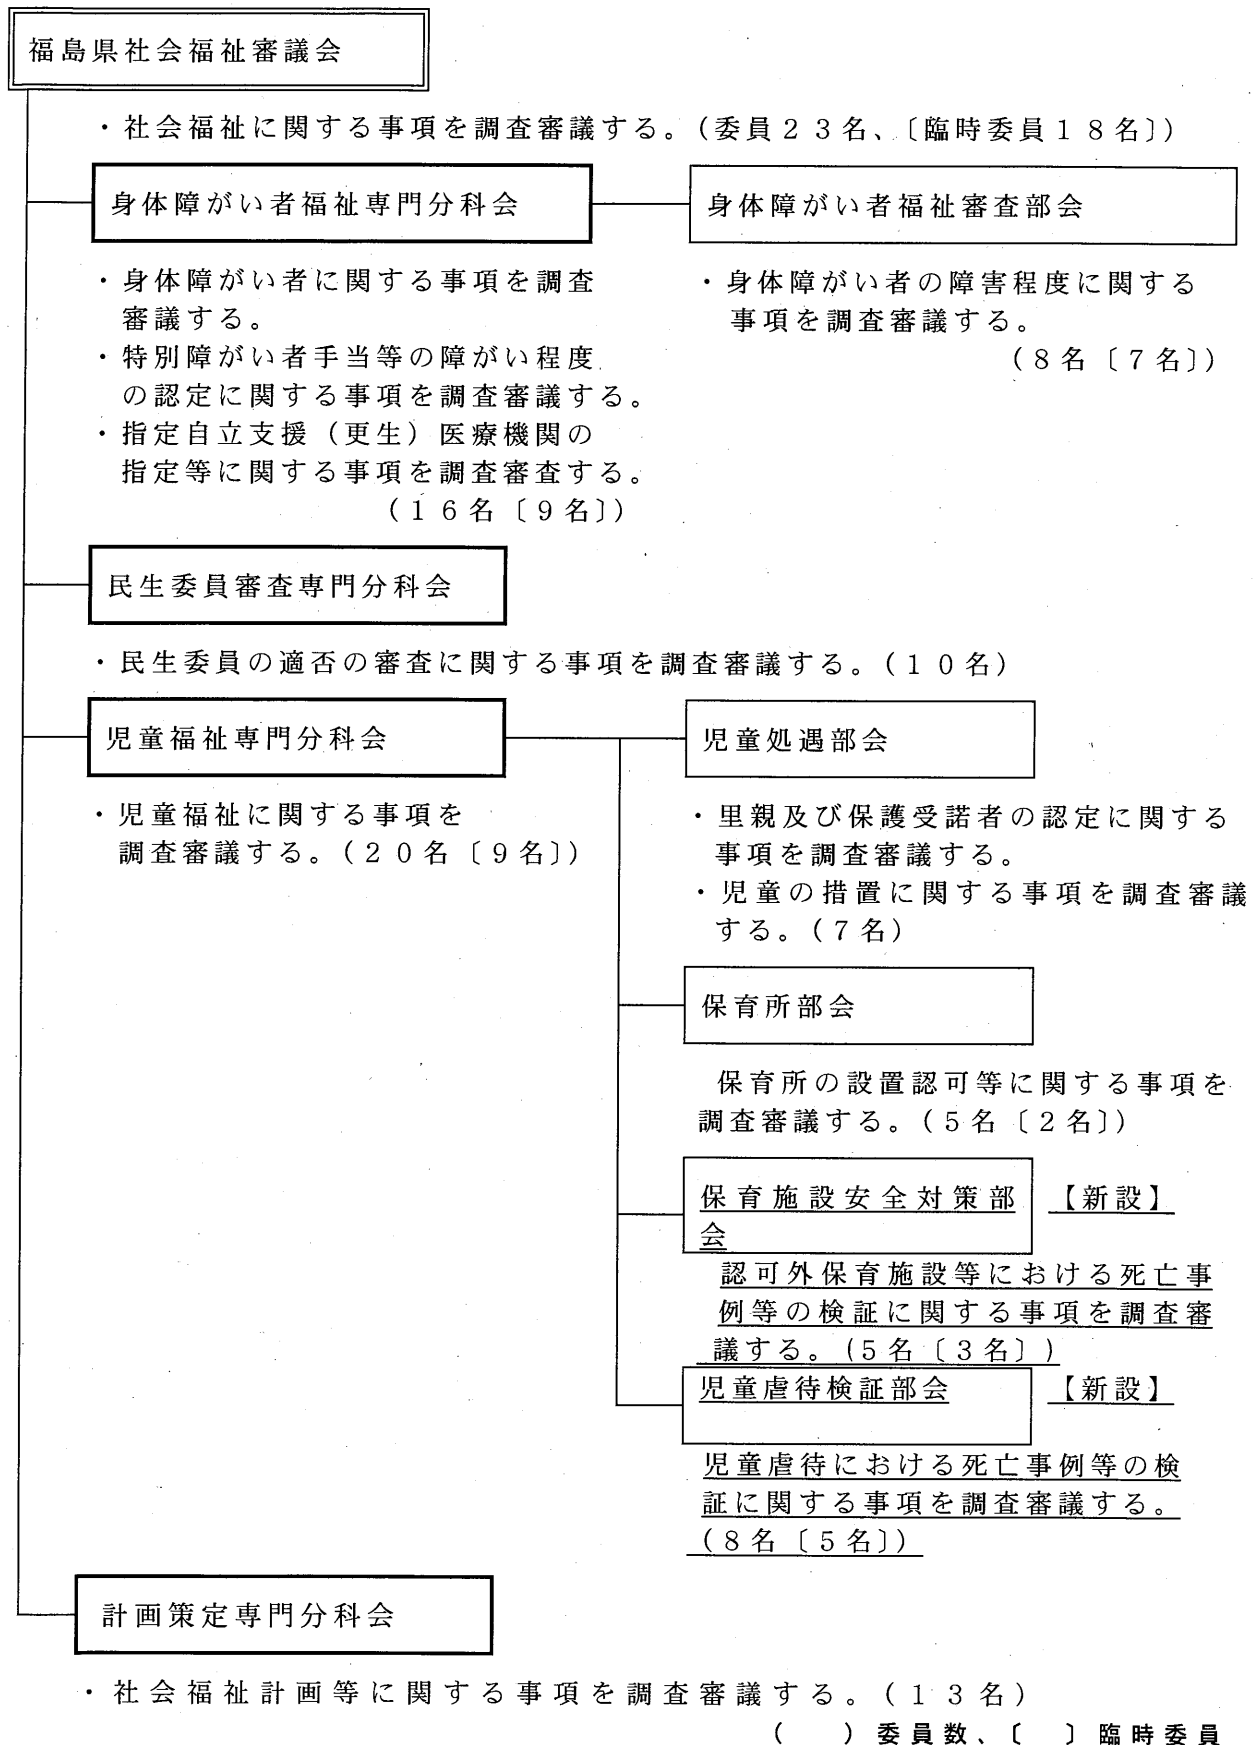 福島県社会福祉審議会
・社会福祉に関する事項を調査審議する。(委員２３名、〔臨時委員１８名〕)
身体障がい者福祉専門分科会
身体障がい者福祉審査部会
・身体障がい者に関する事項を調査
審議する。
・特別障がい者手当等の障がい程度
の認定に関する事項を調査審議する。
・指定自立支援（更生）医療機関の
指定等に関する事項を調査審査する。
(１６名〔９名〕)
・身体障がい者の障害程度に関する
事項を調査審議する。
(８名〔７名〕)
民生委員審査専門分科会
・民生委員の適否の審査に関する事項を調査審議する。(１０名)
児童福祉専門分科会
・児童福祉に関する事項を
調査審議する。(２０名〔９名〕)
児童処遇部会
・里親及び保護受諾者の認定に関する
事項を調査審議する。
・児童の措置に関する事項を調査審議
する。(７名)
保育所部会
保育所の設置認可等に関する事項を
調査審議する。(５名〔２名〕)
保育施設安全対策部 【新設】
会
認可外保育施設等における死亡事
例等の検証に関する事項を調査審
議する。(５名〔３名〕)
児童虐待検証部会 【新設】
児童虐待における死亡事例等の検
証に関する事項を調査審議する。
(８名〔５名〕)
計画策定専門分科会
・社会福祉計画等に関する事項を調査審議する。(１３名)
(　　)委員数、〔　〕臨時委員